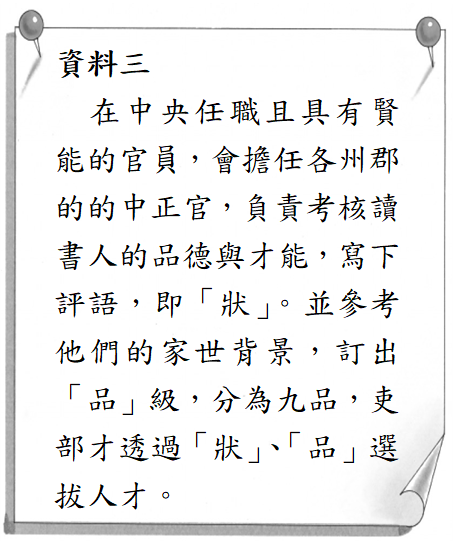 資料三
在中央任職且具有賢
能的官員，會擔任各州郡
的的中正官，負責考核讀
書人的品德與才能，寫下
評語，即「狀」。並參考
他們的家世背景，訂出
「品」級，分為九品，吏
部才透過「狀」、「品」選
拔人才。